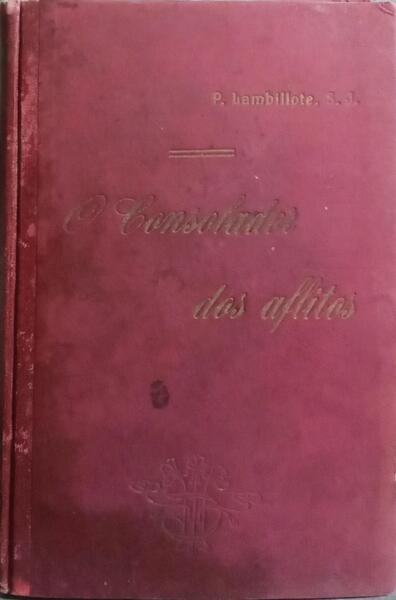 P. Lambillote, S. J.
O Consolador
dos aflitos